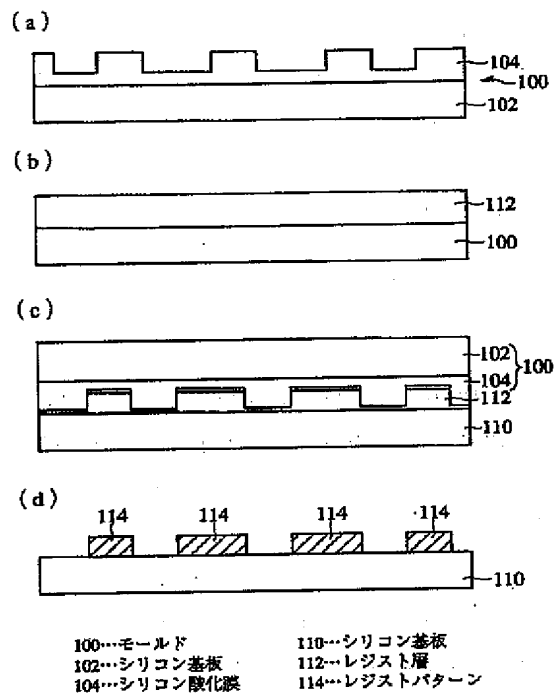 (a)
104
100
102
(b)
112
100
(c)
102
104
100
112
110
(d)
114 114 114 114
110
100…モールド
102…シリコン基板
104…シリコン酸化膜
110…シリコン基板
112…レジスト層
114…レジストパターン